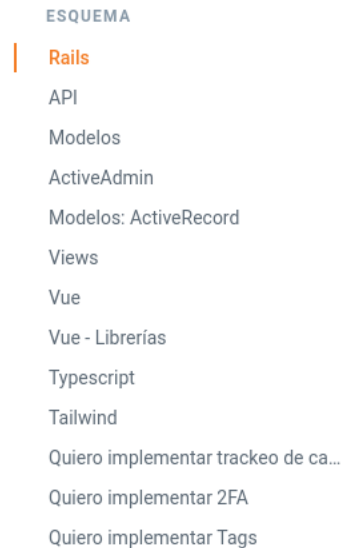 ESQUEMA
Rails
API
Modelos
ActiveAdmin
Modelos: ActiveRecord
Views
Vue
Vue - Librerías
Typescript
Tailwind
Quiero implementar trackeo de ca...
Quiero implementar 2FA
Quiero implementar Tags